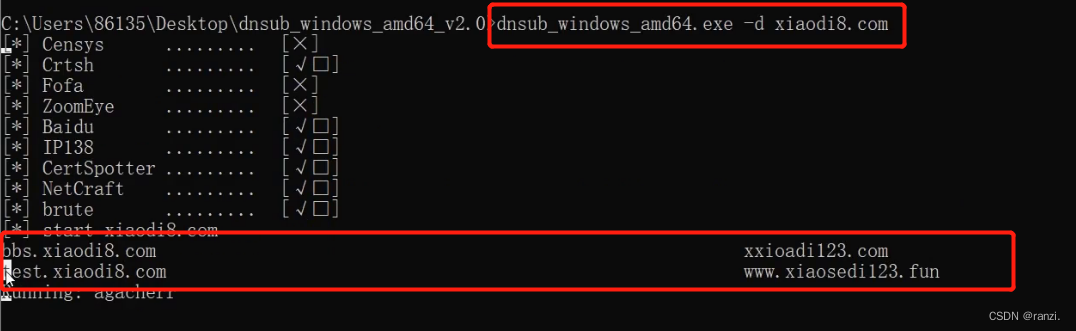 C:\Users\86135\Desktop\dnsub_windows_amd64_v2.0>dnsub_windows_amd64.exe -d xiaodi8.com
[*] Censys ......... [×]
[*] Crtsh ......... [√□]
[*] Fofa ......... [×]
[*] ZoomEye ......... [×]
[*] Baidu ......... [√□]
[*] IP138 ......... [√□]
[*] CertSpotter ......... [√□]
[*] NetCraft ......... [√□]
[*] brute ......... [√□]
[*] start xiaodi8.com
bbs.xiaodi8.com xxioadi123.com
test.xiaodi8.com www.xiaosedi123.fun
Running: agacherr
CSDN @ranzi.